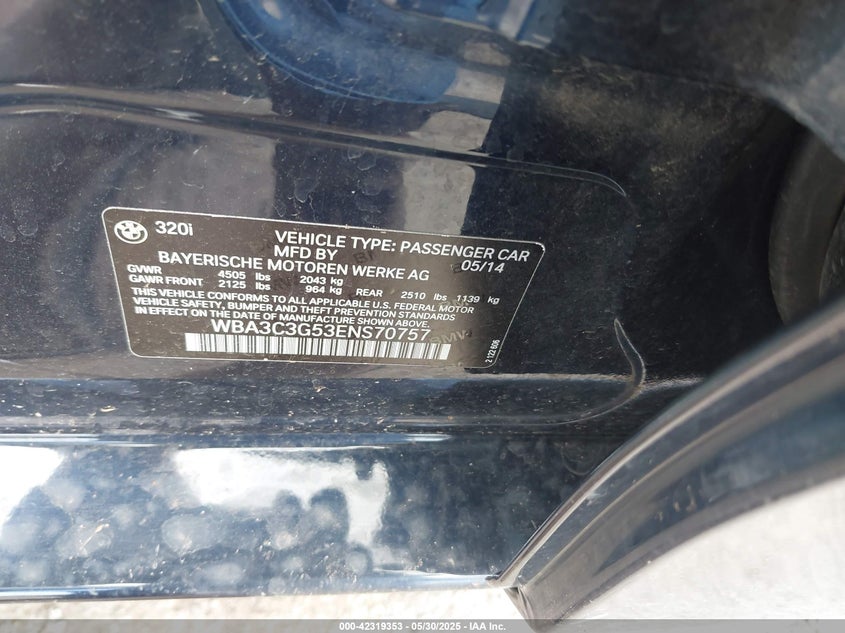 320i
VEHICLE TYPE: PASSENGER CAR
MFD BY 05/14
BAYERISCHE MOTOREN WERKE AG
GVWR 4505 lbs 2043 kg
GAWR FRONT 2125 lbs 964 kg REAR 2510 lbs 1139 kg
THIS VEHICLE CONFORMS TO ALL APPLICABLE U.S. FEDERAL MOTOR
VEHICLE SAFETY, BUMPER AND THEFT PREVENTION STANDARDS
IN EFFECT ON THE DATE OF MANUFACTURE SHOWN ABOVE.
WBA3C3G53ENS70757
2 122 606
000-42319353 / 05/30/2025 - IAA Inc.